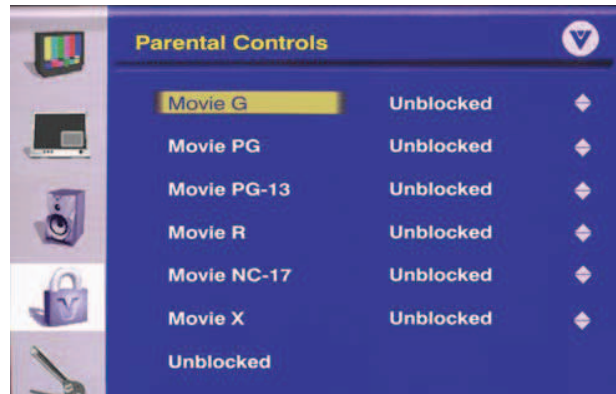 Parental Controls
Movie G Unblocked
Movie PG Unblocked
Movie PG-13 Unblocked
Movie R Unblocked
Movie NC-17 Unblocked
Movie X Unblocked
Unblocked